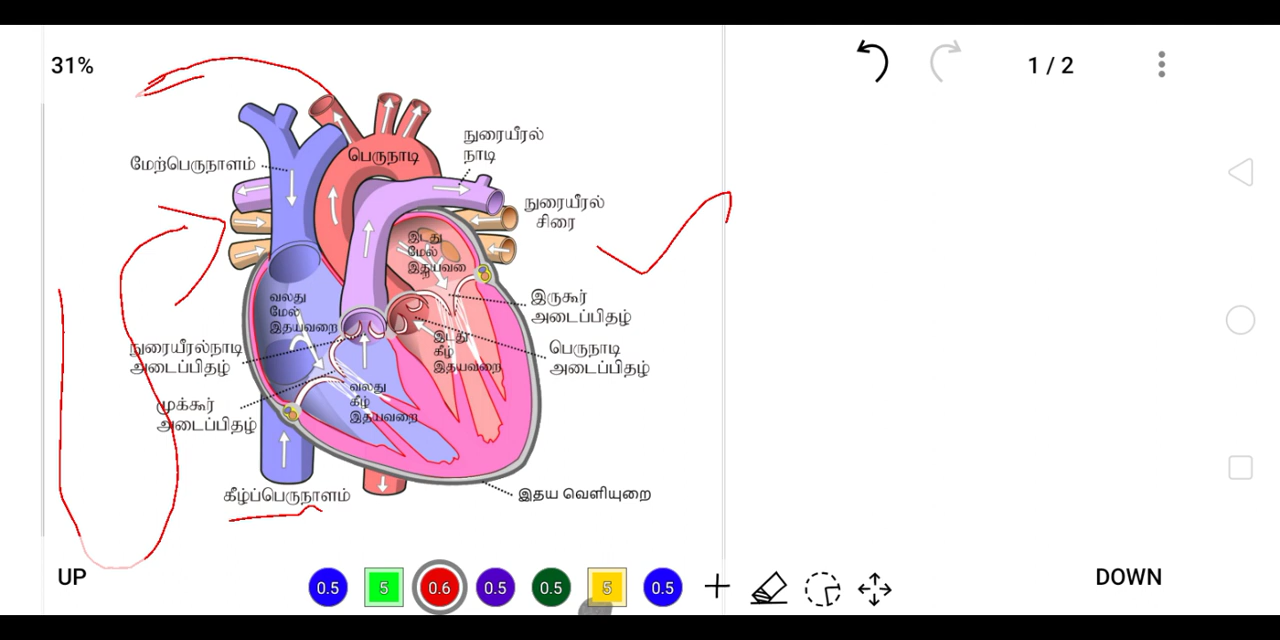 31%
1 / 2
பெருநாடி
நுரையீரல்
நாடி
மேற்பெருநாளம்
நுரையீரல்
சிரை
இடது
மேல்
இதயவறை
வலது
மேல்
இதயவறை
இருகூர்
அடைப்பிதழ்
இடது
கீழ்
இதயவறை
பெருநாடி
அடைப்பிதழ்
நுரையீரல்நாடி
அடைப்பிதழ்
வலது
கீழ்
இதயவறை
முக்கூர்
அடைப்பிதழ்
கீழ்ப்பெருநாளம்
இதய வெளியுறை
UP
DOWN
0.5 5 0.6 0.5 0.5 5 0.5